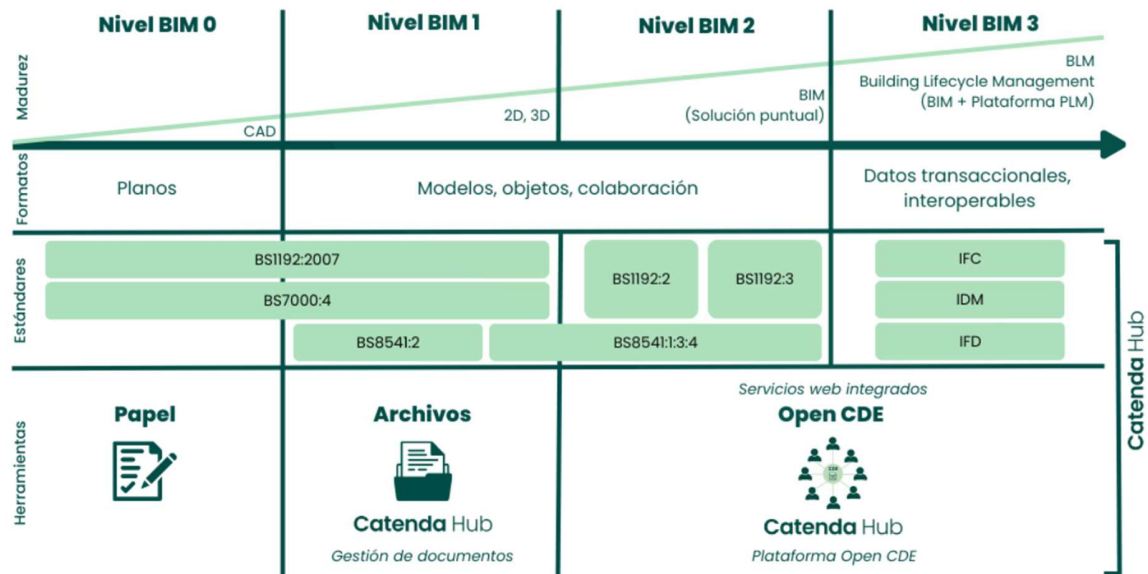 Nivel BIM 0
Nivel BIM 1
Nivel BIM 2
Nivel BIM 3
Madurez
CAD
2D, 3D
BIM
(Solución puntual)
BLM
Building Lifecycle Management
(BIM + Plataforma PLM)
Formatos
Planos
Modelos, objetos, colaboración
Datos transaccionales,
interoperables
Estándares
BS1192:2007
BS7000:4
BS8541:2
BS8541:1:3:4
BS1192:2
BS1192:3
IFC
IDM
IFD
Herramientas
Papel
Archivos
Catenda Hub
Gestión de documentos
Servicios web integrados
Open CDE
Catenda Hub
Plataforma Open CDE
Catenda Hub